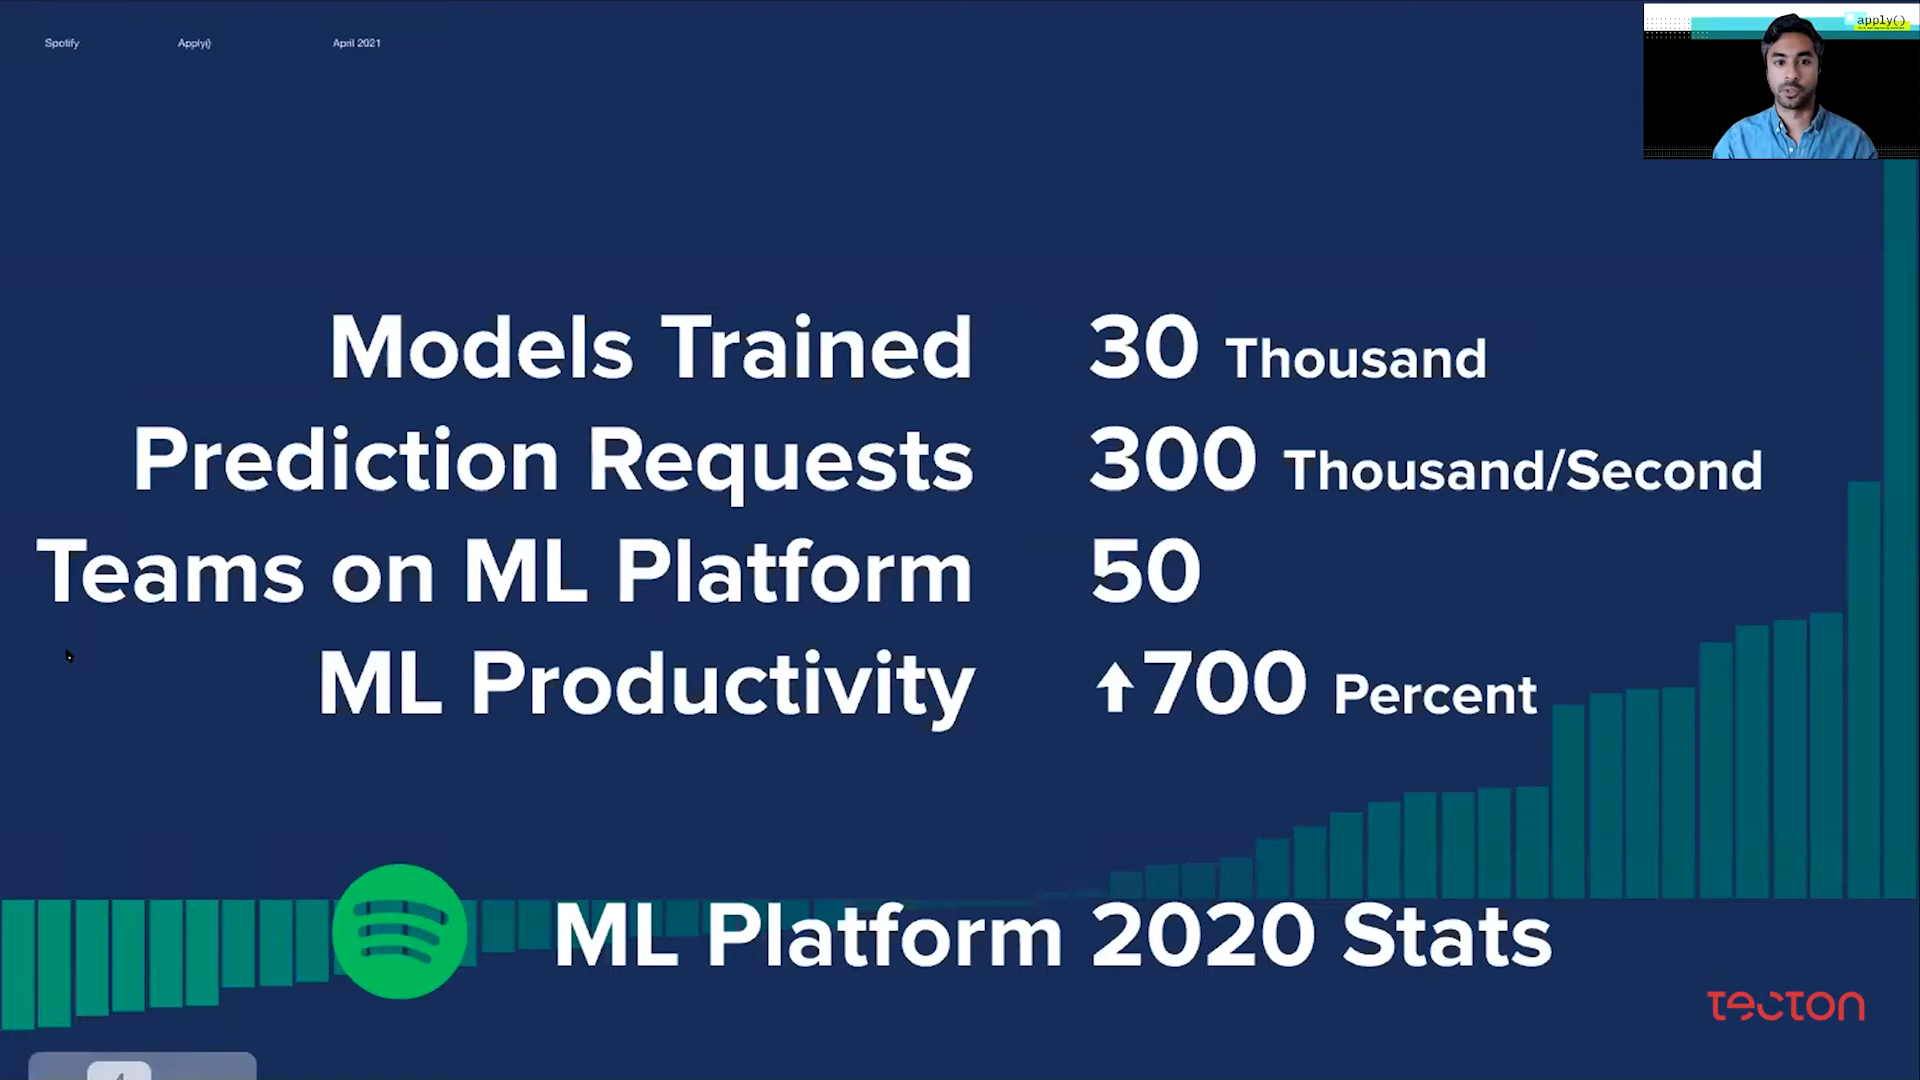 Spotify Apply() April 2021
apply()
Models Trained 30 Thousand
Prediction Requests 300 Thousand/Second
Teams on ML Platform 50
ML Productivity 700 Percent
ML Platform 2020 Stats
tecton